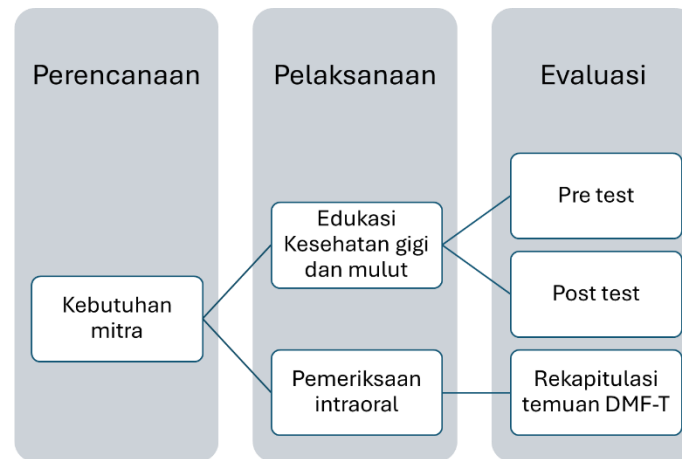 Perencanaan
Pelaksanaan
Evaluasi
Kebutuhan
mitra
Edukasi
Kesehatan gigi
dan mulut
Pemeriksaan
intraoral
Pre test
Post test
Rekapitulasi
temuan DMF-T